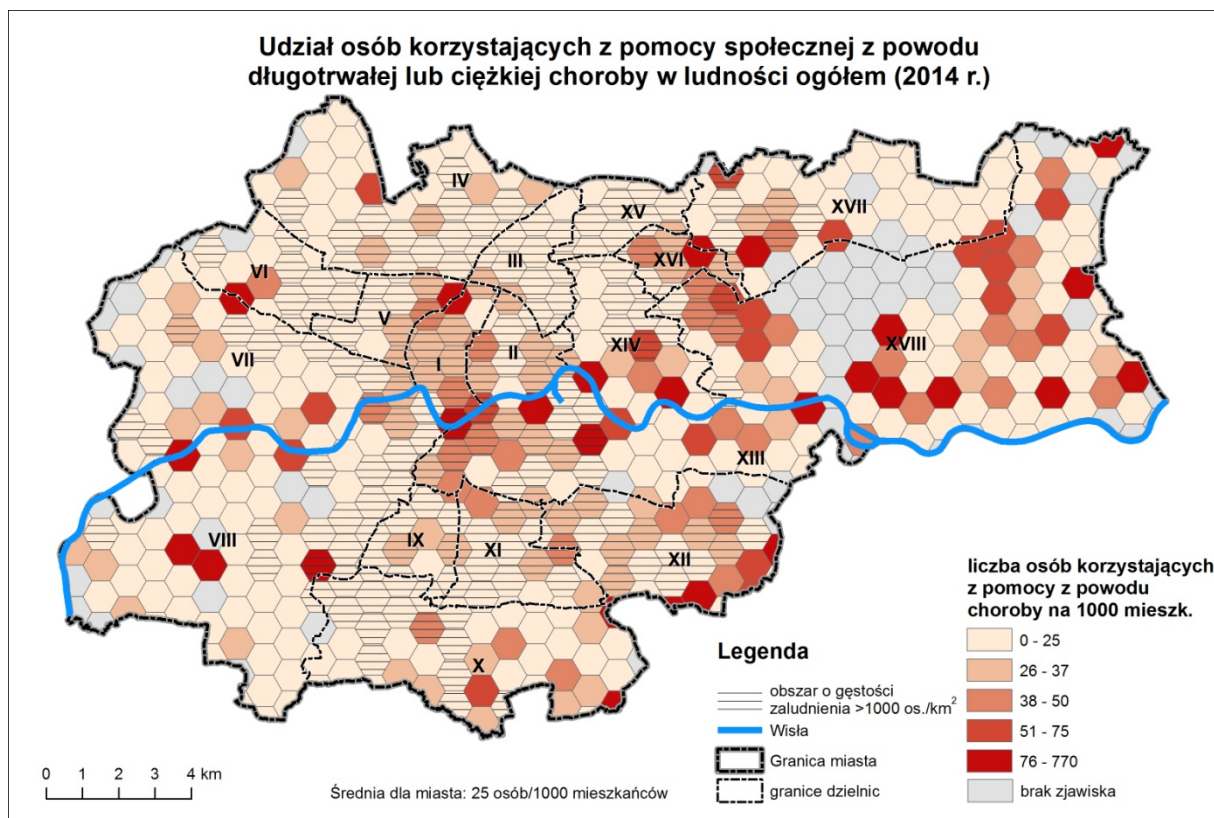 Udział osób korzystających z pomocy społecznej z powodu
długotrwałej lub ciężkiej choroby w ludności ogółem (2014 r.)
IV
XV
XVII
III
XVI
VI
V
XIV
XVIII
VII
I
II
XIII
VIII
IX
XI
XII
X
liczba osób korzystających
z pomocy z powodu
choroby na 1000 mieszk.
0 - 25
26 - 37
38 - 50
51 - 75
76 - 770
brak zjawiska
Legenda
obszar o gęstości
zaludnienia >1000 os./km²
Wisła
Granica miasta
granice dzielnic
0 1 2 3 4 km
Średnia dla miasta: 25 osób/1000 mieszkańców